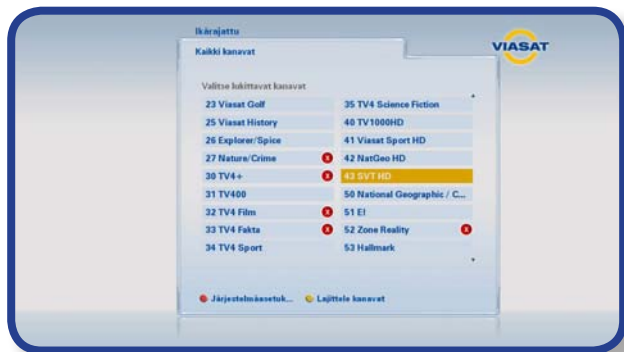 Ikärajattu
Kaikki kanavat
VIASAT
Valitse lukittavat kanavat
23 Viasat Golf
25 Viasat History
26 Explorer/Spice
27 Nature/Crime
30 TV4+
31 TV400
32 TV4 Film
33 TV4 Fakta
34 TV4 Sport
35 TV4 Science Fiction
40 TV1000HD
41 Viasat Sport HD
42 NatGeo HD
43 SVT HD
50 National Geographic / C...
51 E!
52 Zone Reality
53 Hallmark
Järjestelmäasetuk... Lajittele kanavat